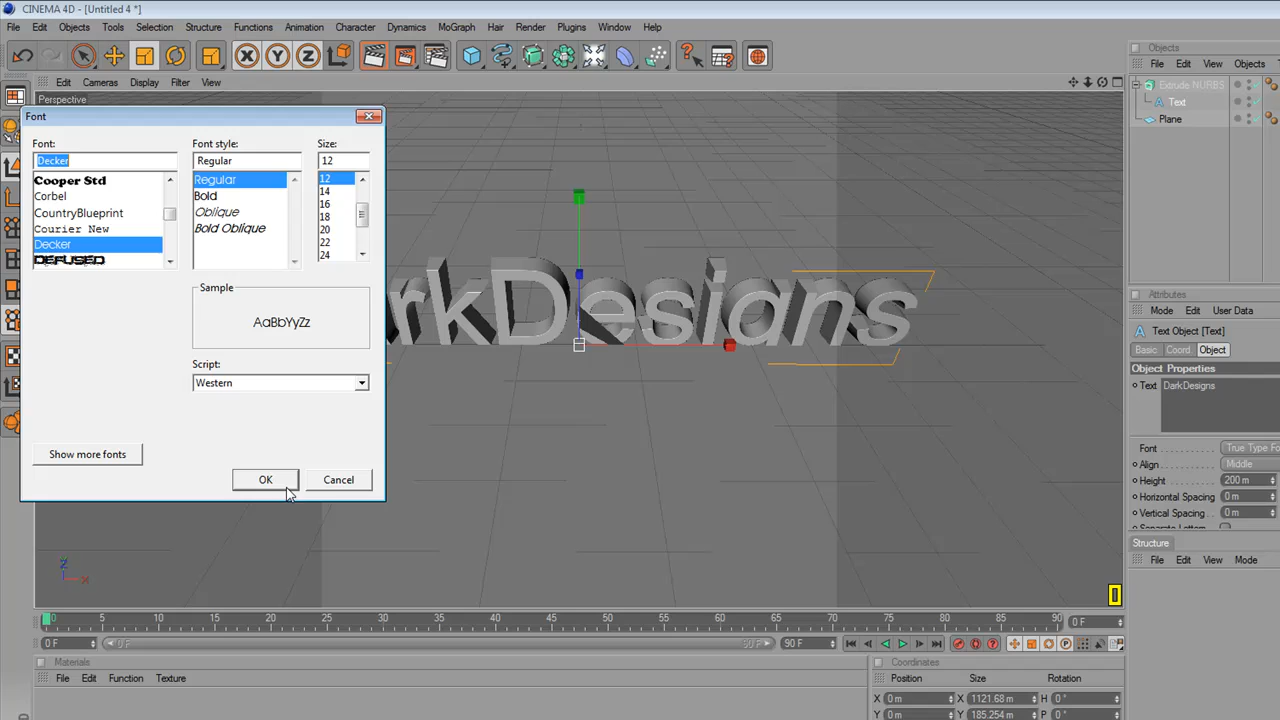 CINEMA 4D - [Untitled 4 *]
File Edit Objects Tools Selection Structure Functions Animation Character Dynamics MoGraph Hair Render Plugins Window Help
X Y Z
Edit Cameras Display Filter View
Perspective
Font
Font: Font style: Size:
Decker Regular 12
Cooper Std
Corbel
CountryBlueprint
Courier New
Decker
DEFUSED
Regular
Bold
Oblique
Bold Oblique
12
14
16
18
20
22
24
Sample
AaBbYyZz
Script:
Western
Show more fonts
OK Cancel
rkDesigns
Z
X
Objects
File Edit View Objects
Extrude NURBS
Text
Plane
Attributes
Mode Edit User Data
Text Object [Text]
Basic Coord Object
Object Properties
Text DarkDesigns
Font True Type Fo
Align Middle
Height 200 m
Horizontal Spacing 0 m
Vertical Spacing 0 m
Separate Letters
Structure
File Edit View Mode
0 5 10 15 20 25 30 35 40 45 50 55 60 65 70 75 80 85 90 0 F
0 F 0 F 90 F 90 F
Materials
File Edit Function Texture
Coordinates
Position Size Rotation
X 0 m X 1121.68 m H 0 °
Y 0 m Y 185.254 m P 0 °